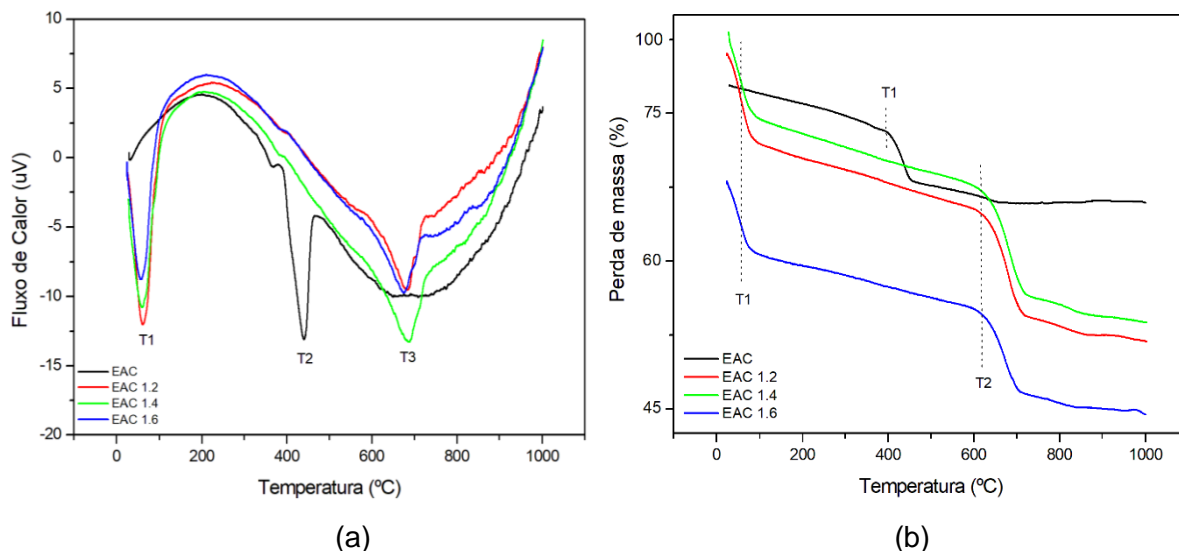 10
5
0
-5
-10
-15
-20
Fluxo de Calor (uV)
T1
T2
T3
EAC
EAC 1.2
EAC 1.4
EAC 1.6
0
200
400
600
800
1000
Temperatura (ºC)
(a)
100
75
60
45
Perda de massa (%)
T1
T1
T2
EAC
EAC 1.2
EAC 1.4
EAC 1.6
0
200
400
600
800
1000
Temperatura (ºC)
(b)